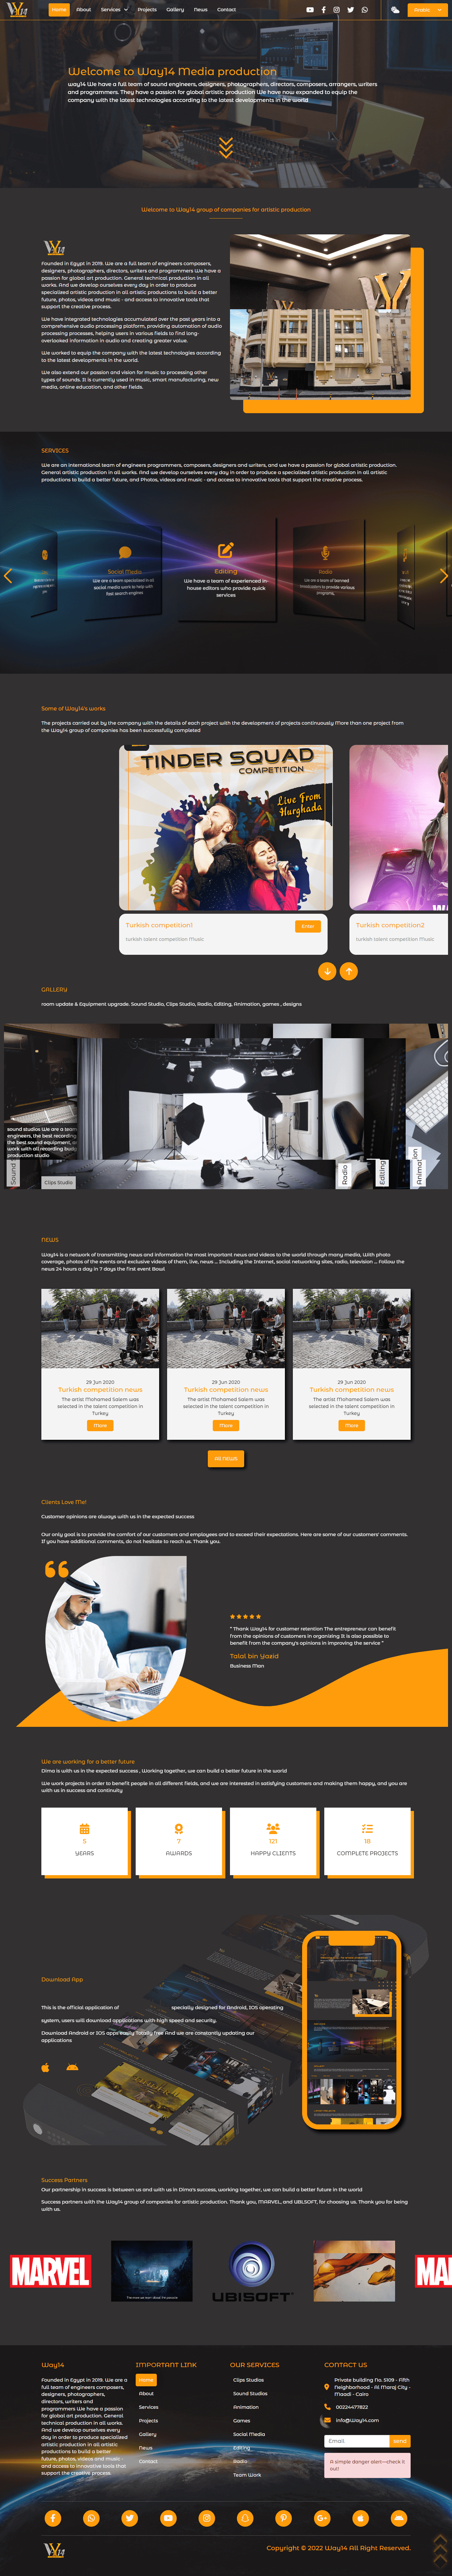 WAY14
Home
About
Services
Projects
Gallery
News
Contact
Arabic
Welcome to Way14 Media production
way14 We have a full team of sound engineers, designers, photographers, directors, composers, arrangers, writers
and programmers. They have a passion for global artistic production We have now expanded to equip the
company with the latest technologies according to the latest developments in the world
Welcome to Way14 group of companies for artistic production
Founded in Egypt in 2019. We are a full team of engineers composers,
designers, photographers, directors, writers and programmers We have a
passion for global art production. General technical production in all
works. And we develop ourselves every day in order to produce
specialized artistic production in all artistic productions to build a better
future, photos, videos and music - and access to innovative tools that
support the creative process.
We have integrated technologies accumulated over the past years into a
comprehensive audio processing platform, providing automation of audio
processing processes, helping users in various fields to find long-
overlooked information in audio and creating greater value.
We worked to equip the company with the latest technologies according
to the latest developments in the world.
We also extend our passion and vision for music to processing other
types of sounds. It is currently used in music, smart manufacturing, new
media, online education, and other fields.
SERVICES
We are an international team of engineers programmers, composers, designers and writers, and we have a passion for global artistic production.
General artistic production in all works. And we develop ourselves every day in order to produce a specialized artistic production in all artistic
productions to build a better future, and Photos, videos and music - and access to innovative tools that support the creative process.
Social Media
We are a team specialized in all
social media work to help with
fast search engines
Editing
We have a team of experienced in-
house editors who provide quick
services
Radio
Some of Way14's works
The projects carried out by the company with the details of each project with the development of projects continuously More than one project from
the Way14 group of companies has been successfully completed
TINDER SQUAD
COMPETITION
Live From
Hurghada
Turkish competition1
Enter
turkish talent competition Music
Turkish competition2
turkish talent competition Music
GALLERY
room update & Equipment upgrade. Sound Studio, Clips Studio, Radio, Editing, Animation, games , designs
sound studios We are a team
engineers, the best recording
the best sound equipment, a
work with all recording build
production studio
Sound
Clips Studio
Radio
Editing
Animation
NEWS
Way14 is a network of transmitting news and information the most important news and videos to the world through many media, With photo
coverage, photos of the events and exclusive videos of them, live, news ... Including the Internet, social networking sites, radio, television ... Follow the
news 24 hours a day in 7 days the first event Bowl
29 Jun 2020
Turkish competition news
The artist Mohamed Salem was
selected in the talent competition in
Turkey
More
29 Jun 2020
Turkish competition news
The artist Mohamed Salem was
selected in the talent competition in
Turkey
More
29 Jun 2020
Turkish competition news
The artist Mohamed Salem was
selected in the talent competition in
Turkey
More
All NEWS
Clients Love Me!
Customer opinions are always with us in the expected success
Our only goal is to provide the comfort of our customers and employees and to exceed their expectations. Here are some of our customers' comments.
If you have additional comments, do not hesitate to reach us. Thank you.
" Thank Way14 for customer retention The entrepreneur can benefit
from the opinions of customers in organizing It is also possible to
benefit from the company's opinions in improving the service "
Talal bin Yazid
Business Man
We are working for a better future
Dima is with us in the expected success , Working together, we can build a better future in the world
We work projects in order to benefit people in all different fields, and we are interested in satisfying customers and making them happy, and you are
with us in success and continuity
5
YEARS
7
AWARDS
121
HAPPY CLIENTS
18
COMPLETE PROJECTS
Download App
This is the official application of specially designed for Android, IOS operating
system, users will download applications with high speed and security.
Download Android or IOS apps easily Totally free And we are constantly updating our
applications
Success Partners
Our partnership in success is between us and with us in Dima's success, working together, we can build a better future in the world
Success partners with the Way14 group of companies for artistic production. Thank you, MARVEL, and UBLSOFT, for choosing us. Thank you for being
with us.
MARVEL
UBISOFT
MAR
Way14
Founded in Egypt in 2019. We are a
full team of engineers composers,
designers, photographers,
directors, writers and
programmers We have a passion
for global art production. General
technical production in all works.
And we develop ourselves every
day in order to produce specialized
artistic production in all artistic
productions to build a better
future, photos, videos and music -
and access to innovative tools that
support the creative process.
IMPORTANT LINK
Home
About
Services
Projects
Gallery
News
Contact
OUR SERVICES
Clips Studios
Sound Studios
Animation
Games
Social Media
Editing
Radio
Team Work
CONTACT US
Private building No. 5109 - Fifth
Neighborhood - Al Maraj City -
Maadi - Cairo
00224477822
info@Way14.com
Email
send
A simple danger alert—check it
out!
Copyright © 2022 Way14 All Right Reserved.